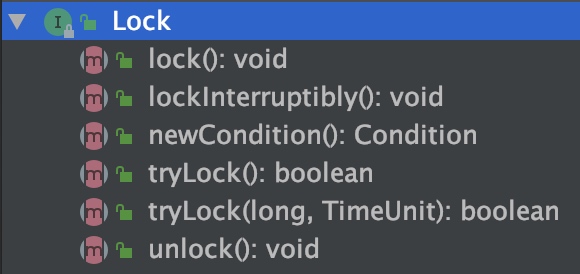 Lock
lock(): void
lockInterruptibly(): void
newCondition(): Condition
tryLock(): boolean
tryLock(long, TimeUnit): boolean
unlock(): void